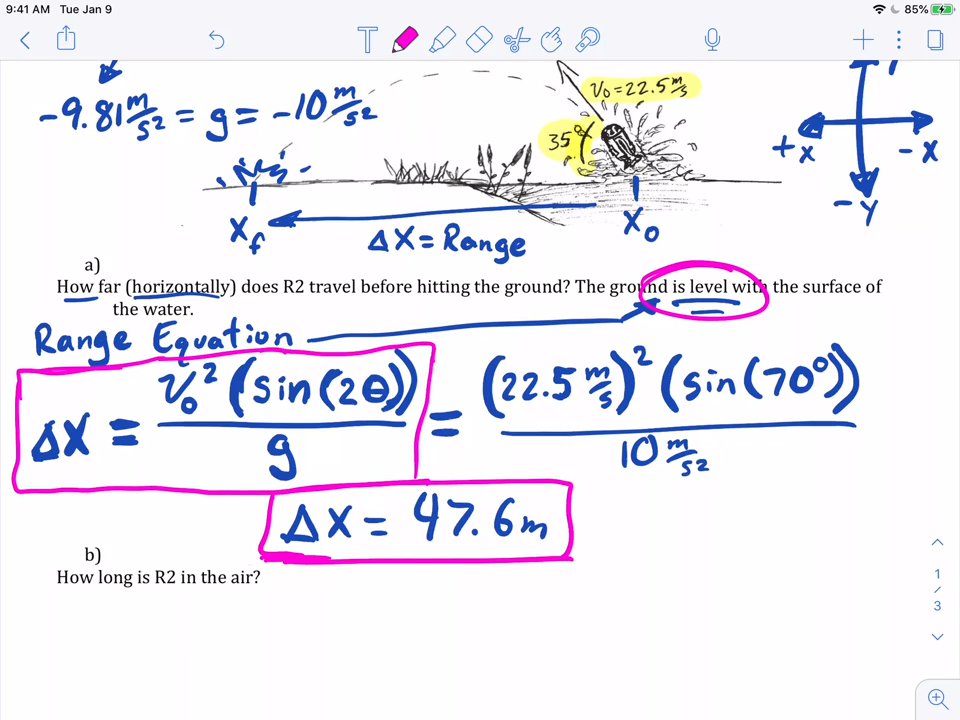 9:41 AM Tue Jan 9 85%
T
V₀ = 22.5 m/s
-9.81 m/s² = g = -10 m/s²
35°
+x -x
-y
Xf X₀
ΔX = Range
a)
How far (horizontally) does R2 travel before hitting the ground? The ground is level with the surface of
the water.
Range Equation
ΔX = V₀² (sin(2θ)) / g = (22.5 m/s)² (sin(70°)) / 10 m/s²
ΔX = 47.6m
b)
How long is R2 in the air?
1
/
3